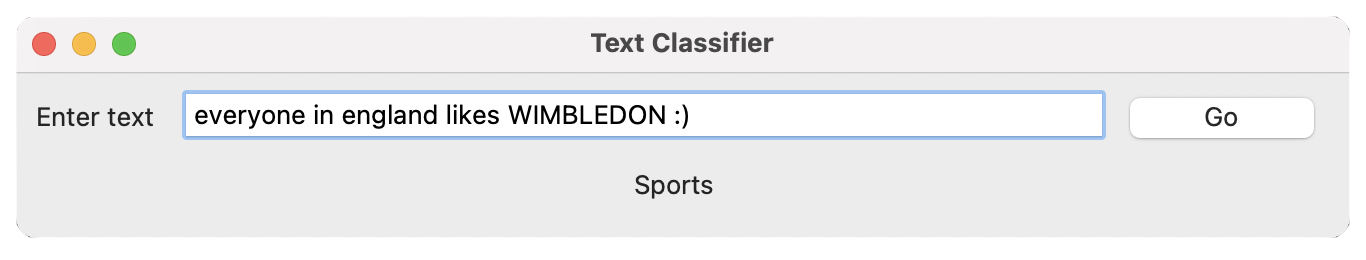 Text Classifier
Enter text everyone in england likes WIMBLEDON :) Go
Sports